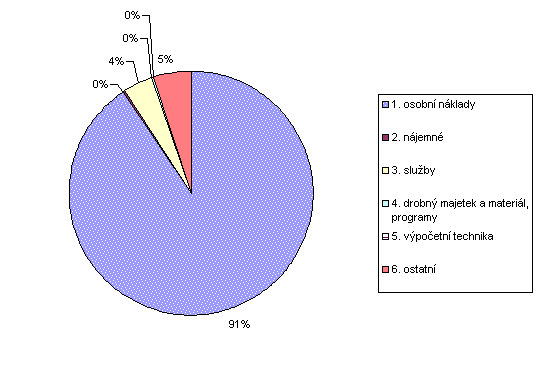 0%
0%
4%
5%
0%
91%
1. osobní náklady
2. nájemné
3. služby
4. drobný majetek a materiál,
programy
5. výpočetní technika
6. ostatní